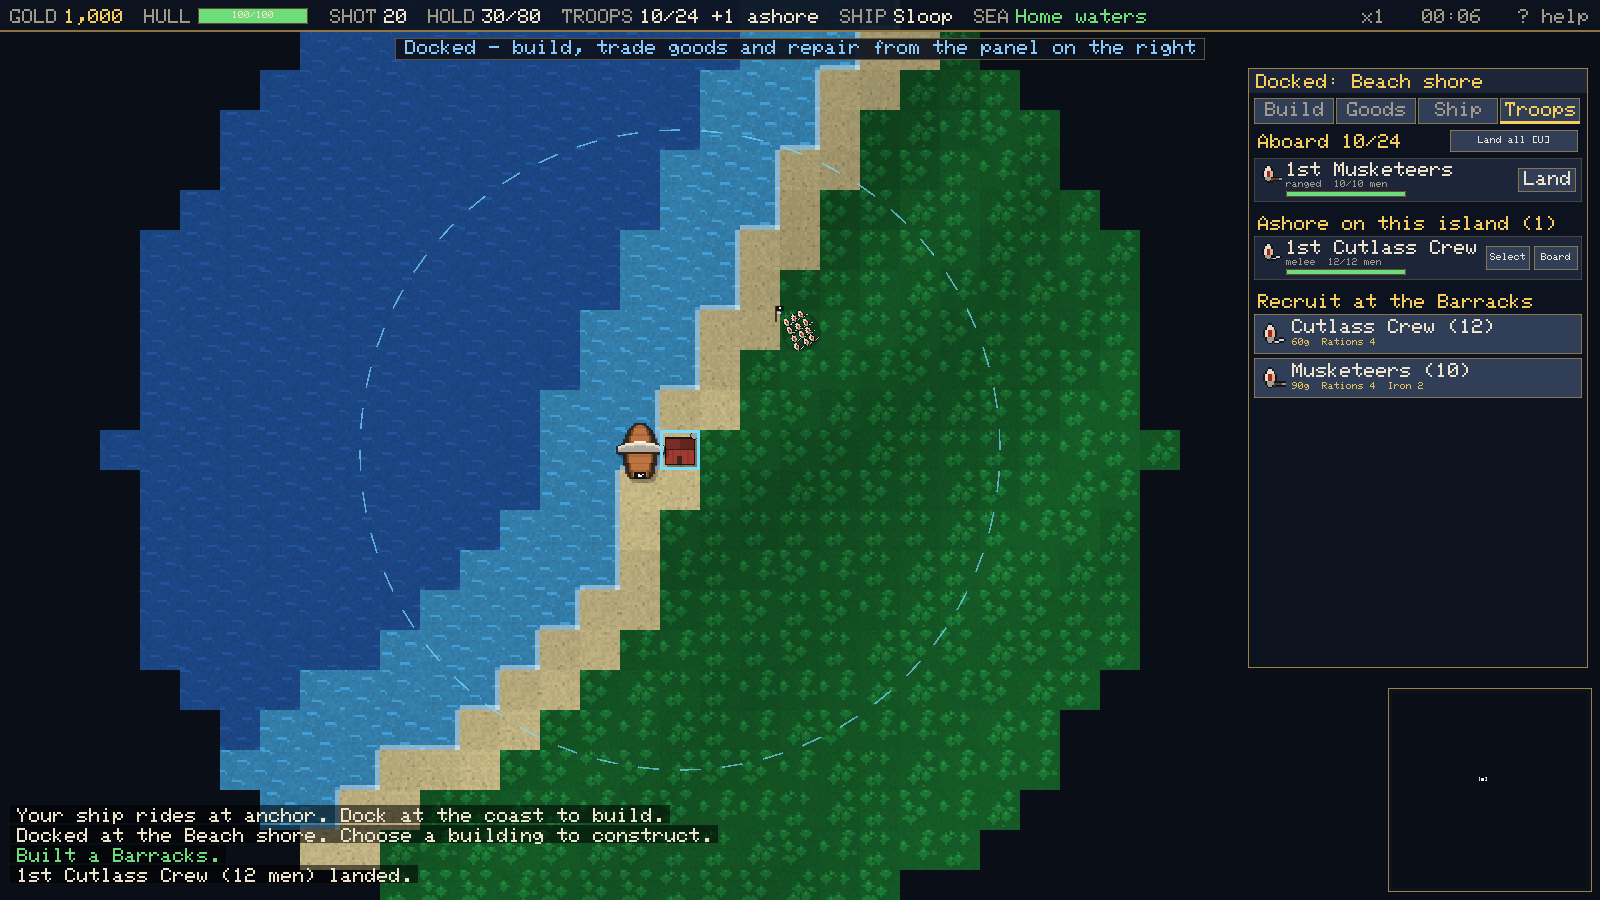 GOLD 1,000 HULL 100/100 SHOT 20 HOLD 30/80 TROOPS 10/24 +1 ashore SHIP Sloop SEA Home waters x1 00:06 ? help
Docked - build, trade goods and repair from the panel on the right
Docked: Beach shore
Build Goods Ship Troops
Aboard 10/24 Land all [U]
1st Musketeers
ranged 10/10 men
Land
Ashore on this island (1)
1st Cutlass Crew
melee 12/12 men
Select Board
Recruit at the Barracks
Cutlass Crew (12)
60g Rations 4
Musketeers (10)
90g Rations 4 Iron 2
Your ship rides at anchor. Dock at the coast to build.
Docked at the Beach shore. Choose a building to construct.
Built a Barracks.
1st Cutlass Crew (12 men) landed.